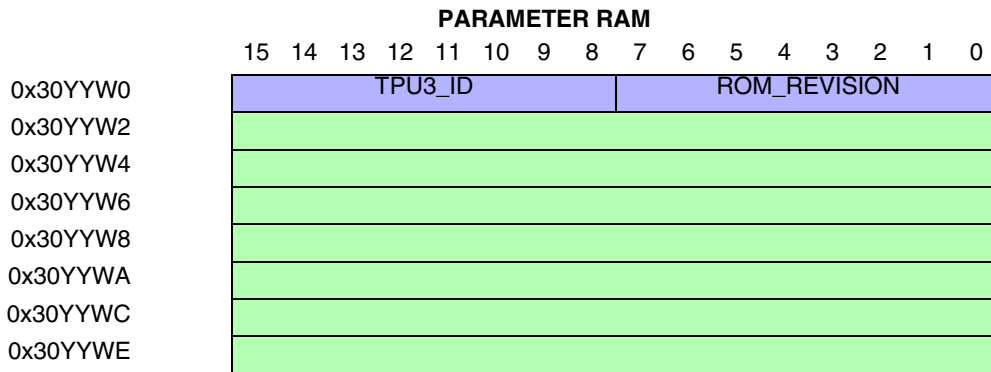 PARAMETER RAM
15 14 13 12 11 10 9 8 7 6 5 4 3 2 1 0
0x30YYW0 TPU3_ID ROM_REVISION
0x30YYW2
0x30YYW4
0x30YYW6
0x30YYW8
0x30YYWA
0x30YYWC
0x30YYWE